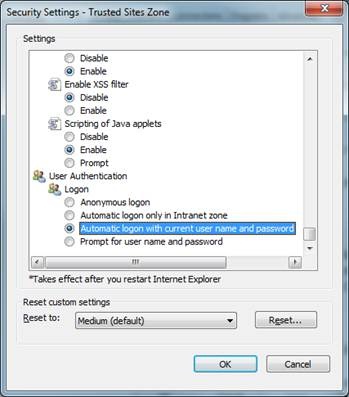 Security Settings - Trusted Sites Zone
Settings
Disable
Enable
Enable XSS filter
Disable
Enable
Scripting of Java applets
Disable
Enable
Prompt
User Authentication
Logon
Anonymous logon
Automatic logon only in Intranet zone
Automatic logon with current user name and password
Prompt for user name and password
*Takes effect after you restart Internet Explorer
Reset custom settings
Reset to: Medium (default) Reset...
OK Cancel